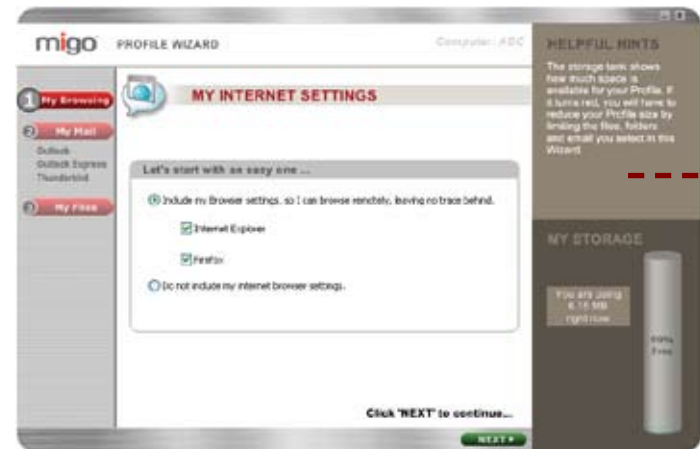 migo PROFILE WIZARD Computer: ABC
1 My Browsing
2 My Mail
Outlook
Outlook Express
Thunderbird
3 My Files
MY INTERNET SETTINGS
Let's start with an easy one ...
Include my Browser settings, so I can browse remotely, leaving no trace behind.
Internet Explorer
Firefox
Do not include my internet browser settings.
Click "NEXT" to continue...
NEXT
HELPFUL HINTS
The storage tank shows
how much space is
available for your Profile. If
it turns red, you will have to
reduce your Profile size by
limiting the files, folders
and email you select in this
Wizard.
MY STORAGE
You are using
MB
right now
Free